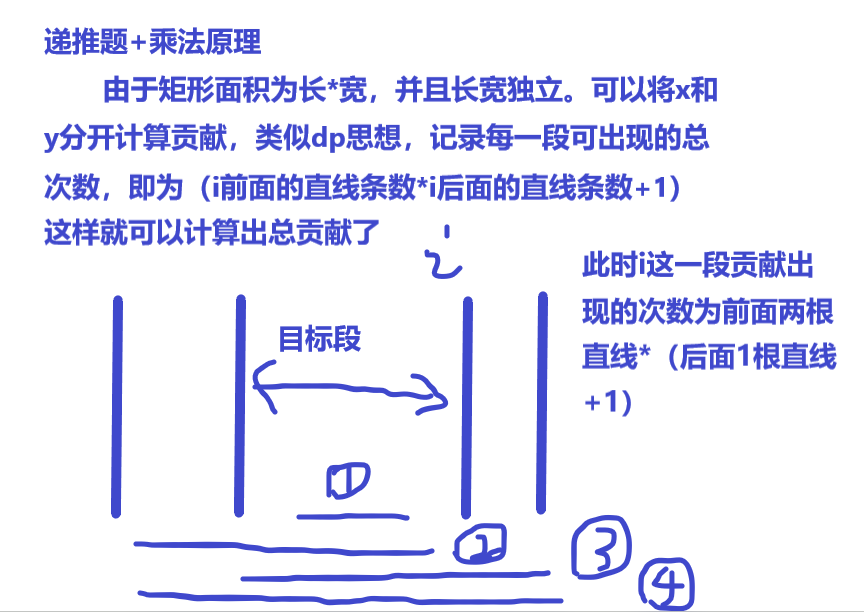 递推题+乘法原理
由于矩形面积为长*宽，并且长宽独立。可以将x和
y分开计算贡献，类似dp思想，记录每一段可出现的总
次数，即为（i前面的直线条数*i后面的直线条数+1）
这样就可以计算出总贡献了
i
此时i这一段贡献出
现的次数为前面两根
直线*（后面1根直线
+1）
目标段
①
②
③
④